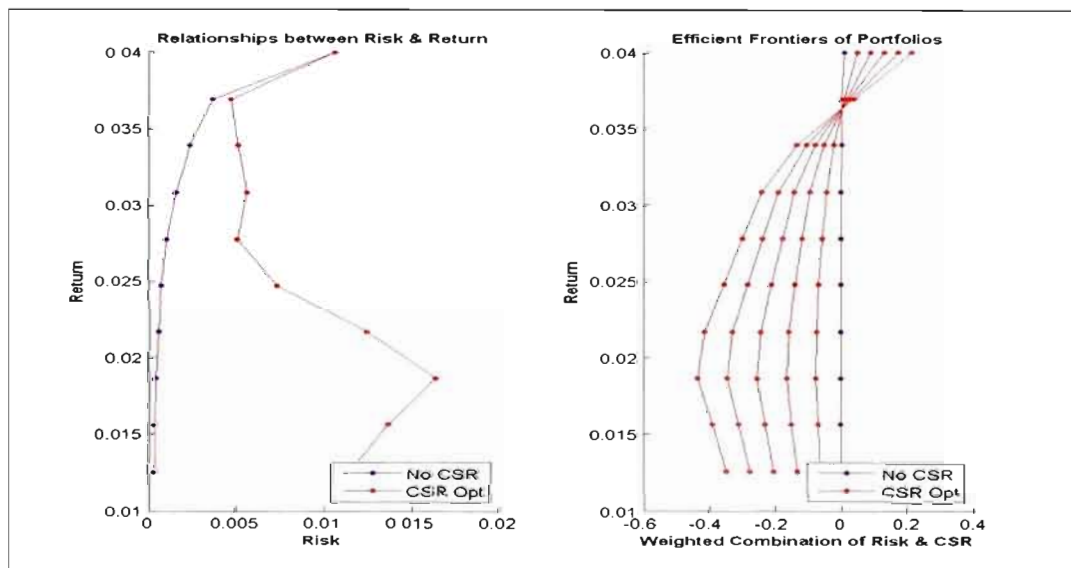 Relationships between Risk & Return
0 04
0 035
0 03
0 025
0 02
0 015
0.01
Return
0
0.005
0 01
0 015
0.02
Risk
No CSR
CSR Opt
Efficient Frontiers of Portfolios
0 04
0 035
0 03
0 025
0 02
0 015
0.01
Return
-0.6
-0.4
-0.2
0
0.2
0.4
Weighted Combination of Risk & CSR
No CSR
CSR Opt